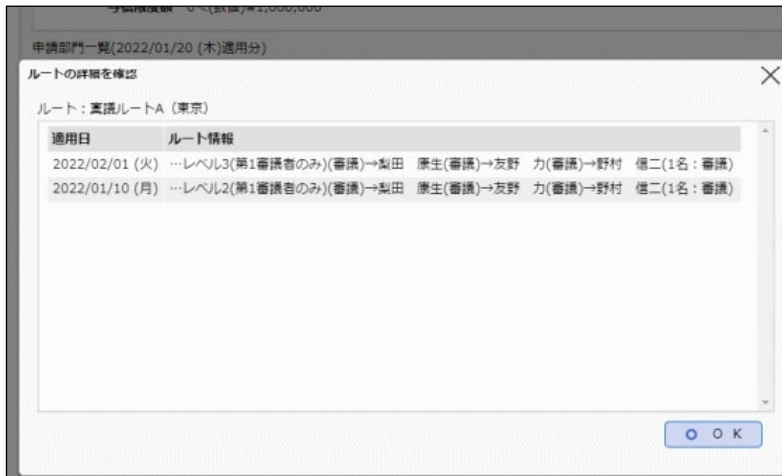 申請部門一覧(2022/01/20 (木)適用分)
ルートの詳細を確認
ルート：稟議ルートA（東京）
適用日 ルート情報
2022/02/01 (火) …レベル3(第1審議者のみ)(審議)→梨田　康生(審議)→友野　力(審議)→野村　信二(1名：審議)
2022/01/10 (月) …レベル2(第1審議者のみ)(審議)→梨田　康生(審議)→友野　力(審議)→野村　信二(1名：審議)
ＯＫ